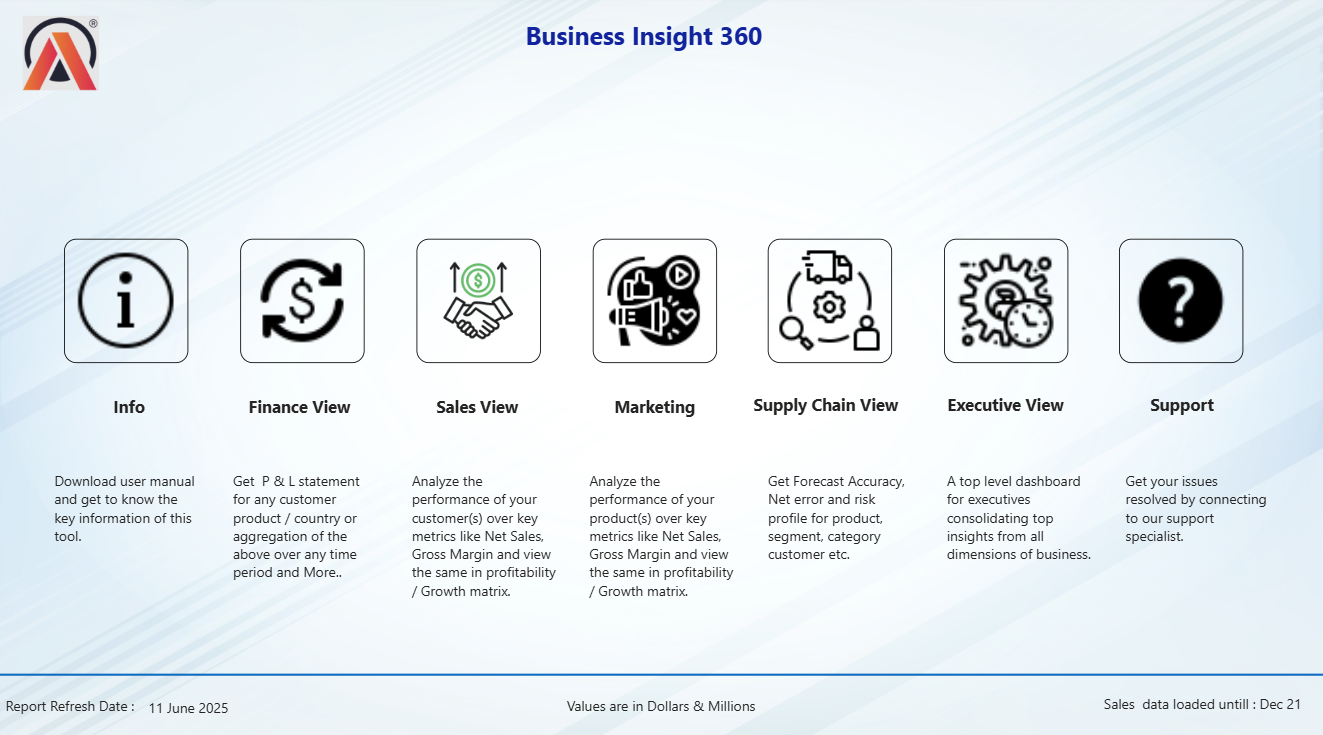 ®
Business Insight 360
Info
Finance View
Sales View
Marketing
Supply Chain View
Executive View
Support
Download user manual
and get to know the
key information of this
tool.
Get P & L statement
for any customer
product / country or
aggregation of the
above over any time
period and More..
Analyze the
performance of your
customer(s) over key
metrics like Net Sales,
Gross Margin and view
the same in profitability
/ Growth matrix.
Analyze the
performance of your
product(s) over key
metrics like Net Sales,
Gross Margin and view
the same in profitability
/ Growth matrix.
Get Forecast Accuracy,
Net error and risk
profile for product,
segment, category
customer etc.
A top level dashboard
for executives
consolidating top
insights from all
dimensions of business.
Get your issues
resolved by connecting
to our support
specialist.
Report Refresh Date : 11 June 2025
Values are in Dollars & Millions
Sales data loaded untill : Dec 21